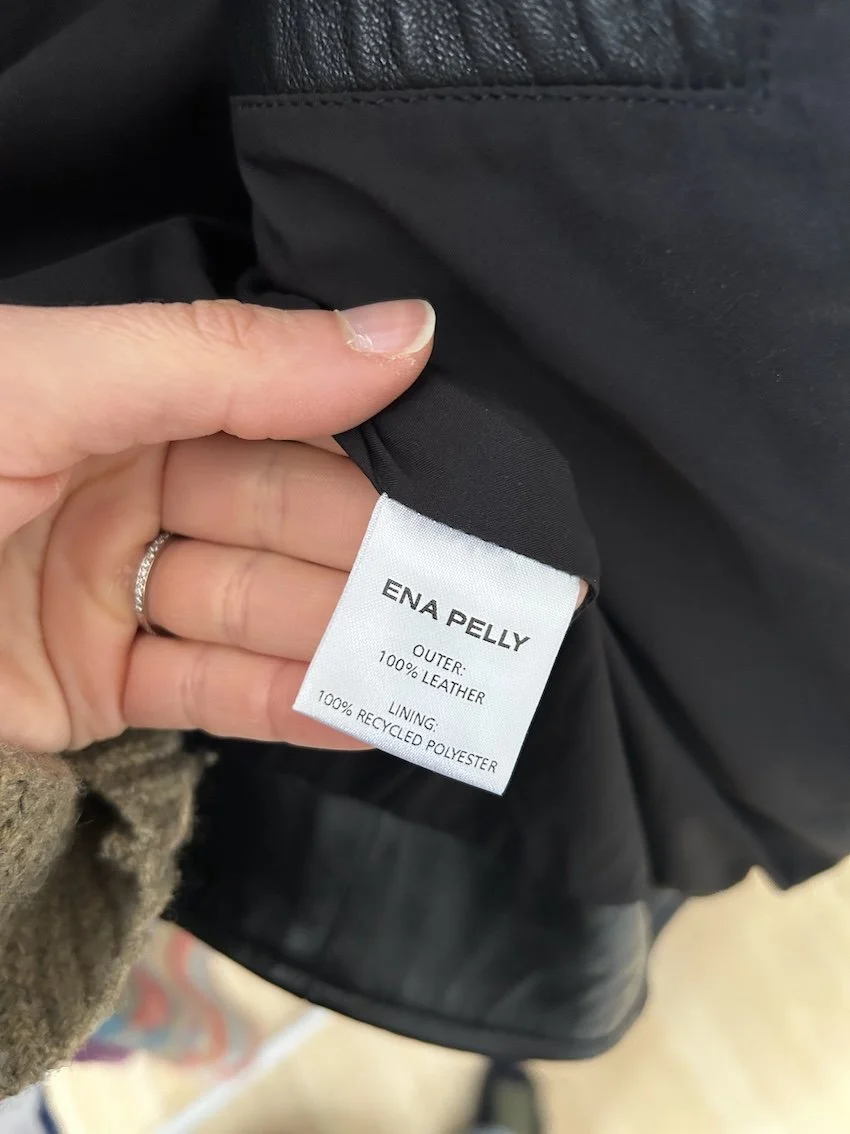 ENA PELLY
OUTER:
100% LEATHER
LINING:
100% RECYCLED POLYESTER